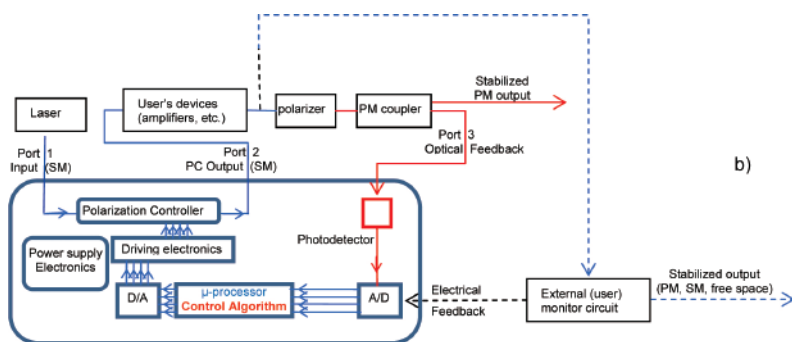 Laser
User's devices
(amplifiers, etc.)
polarizer
PM coupler
Stabilized
PM output
Port 1
Input (SM)
Port 2
PC Output (SM)
Port 3
Optical Feedback
b)
Polarization Controller
Photodetector
Power supply
Electronics
Driving electronics
D/A
µ-processor
Control Algorithm
A/D
Electrical
Feedback
External (user)
monitor circuit
Stabilized output
(PM, SM, free space)